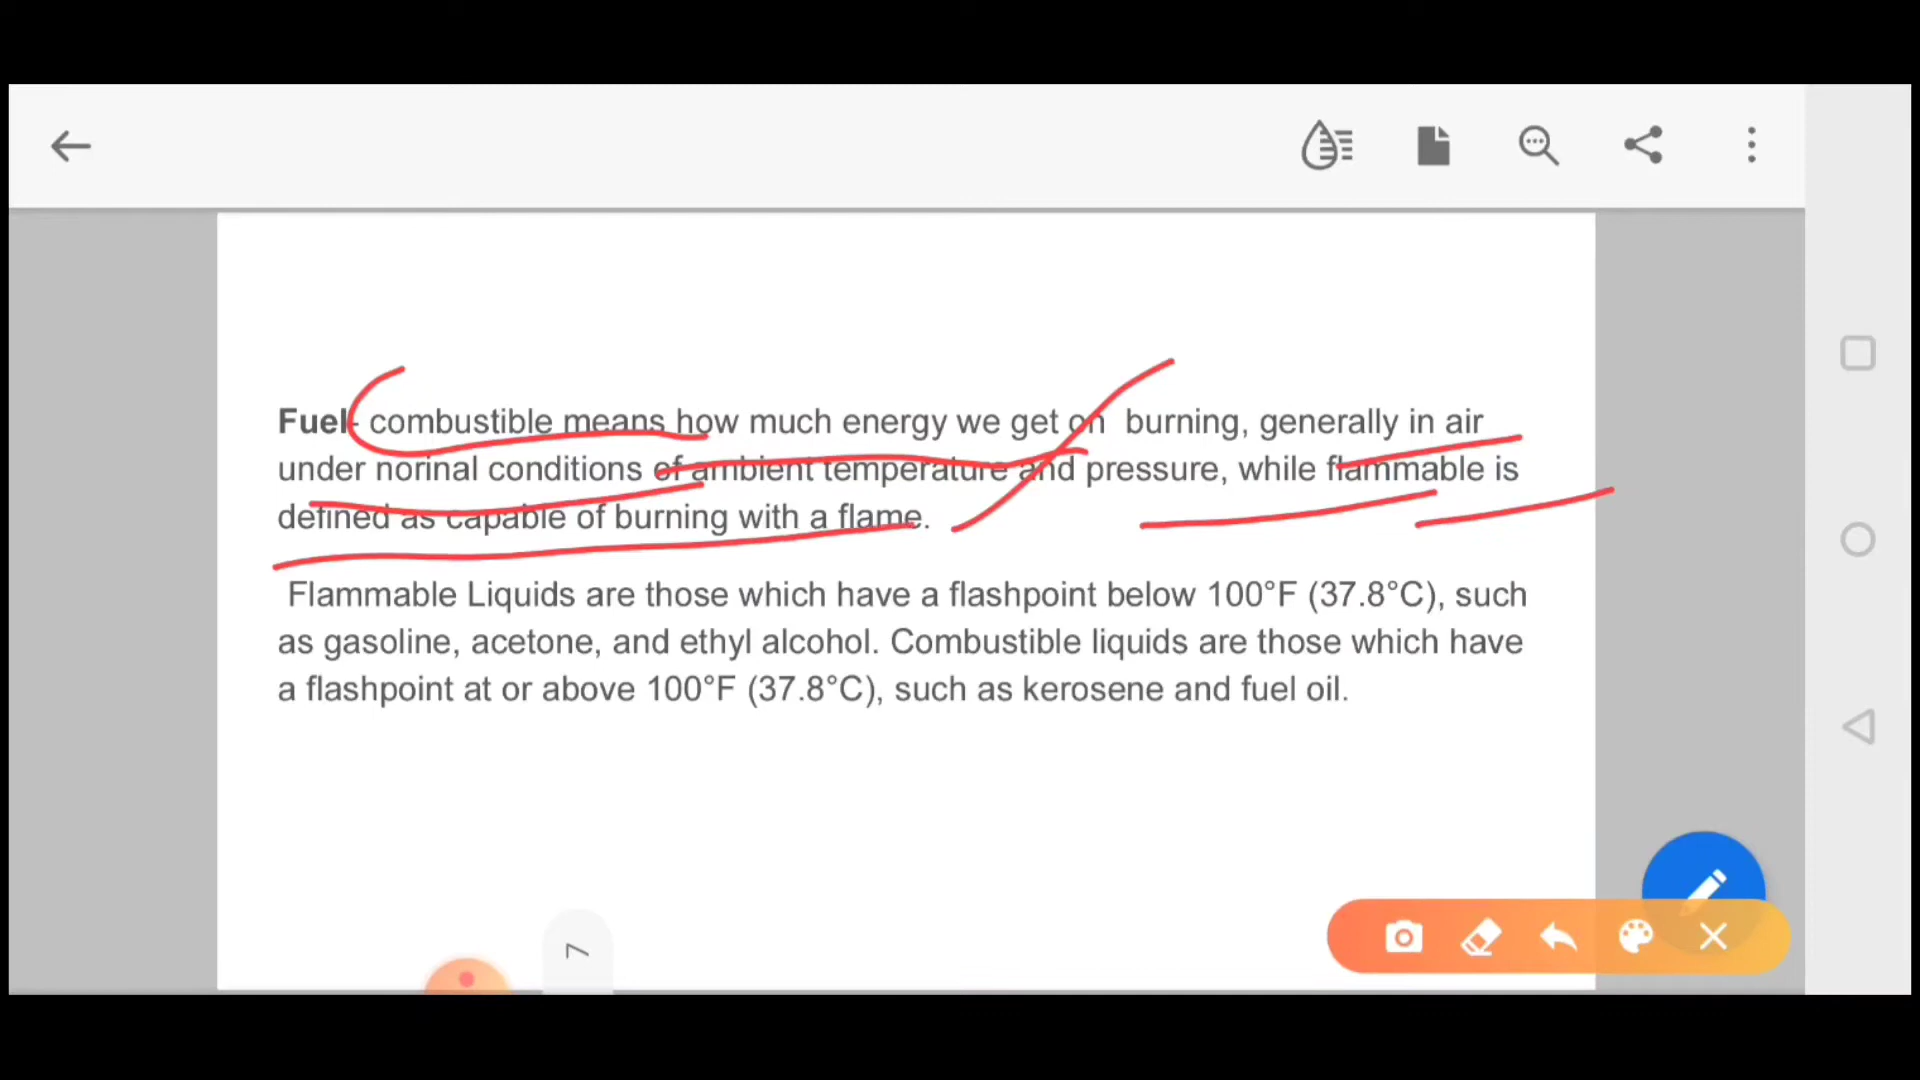 Fuel- combustible means how much energy we get on burning, generally in air
under norinal conditions of ambient temperature and pressure, while flammable is
defined as capable of burning with a flame.
Flammable Liquids are those which have a flashpoint below 100°F (37.8°C), such
as gasoline, acetone, and ethyl alcohol. Combustible liquids are those which have
a flashpoint at or above 100°F (37.8°C), such as kerosene and fuel oil.
7